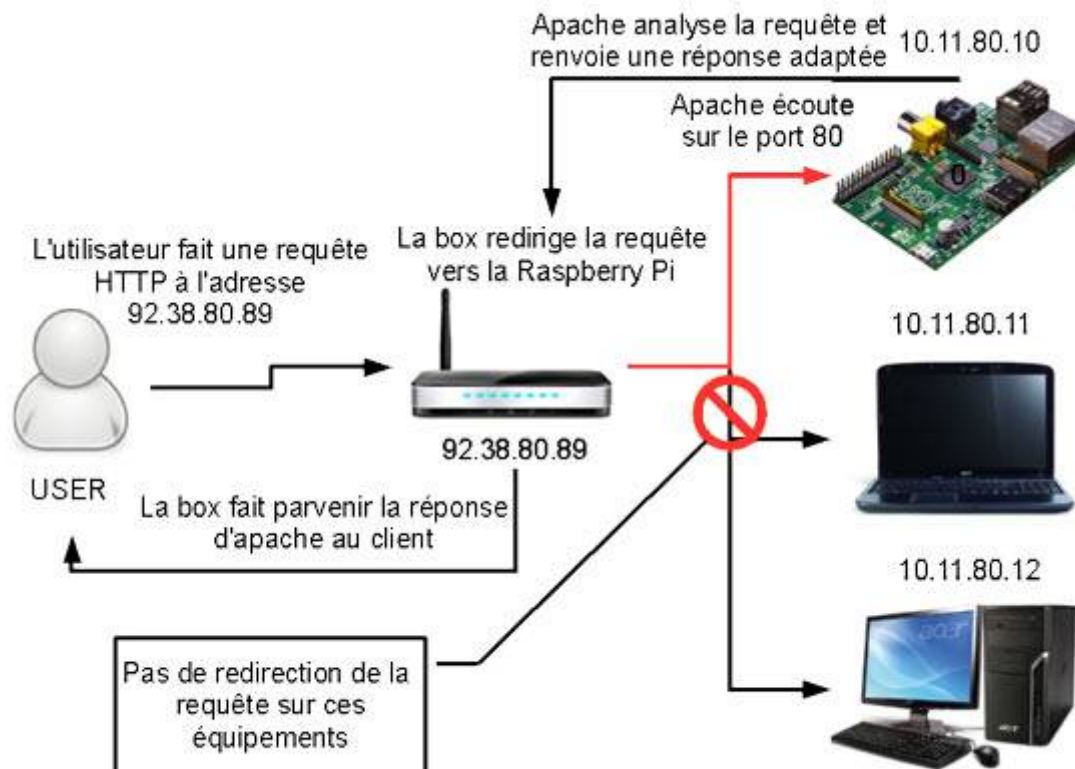 Apache analyse la requête et
renvoie une réponse adaptée
10.11.80.10
Apache écoute
sur le port 80
0
L'utilisateur fait une requête
HTTP à l'adresse
92.38.80.89
La box redirige la requête
vers la Raspberry Pi
10.11.80.11
92.38.80.89
USER
La box fait parvenir la réponse
d'apache au client
10.11.80.12
acer
Pas de redirection de la
requête sur ces
équipements